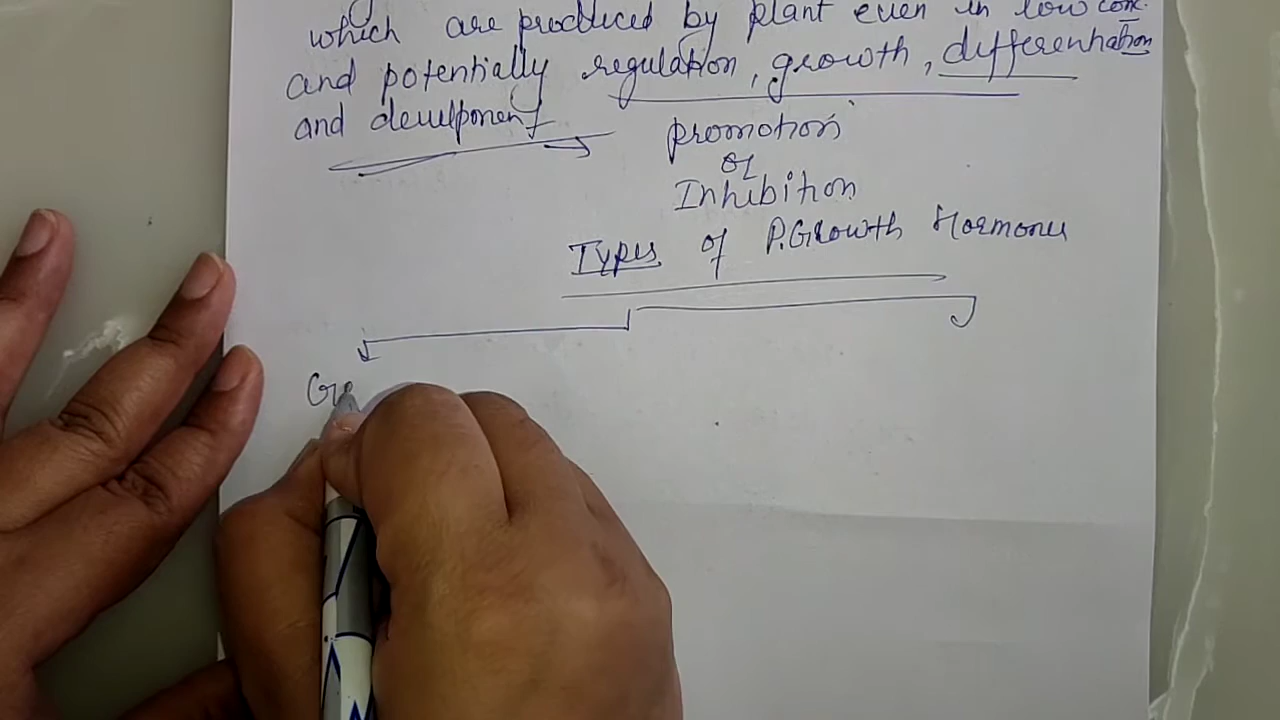 which are produced by plant even in low conc.
and potentially regulation, growth, differentiation
and development
promotion
or
Inhibition
Types of P.Growth Hormones
Gro